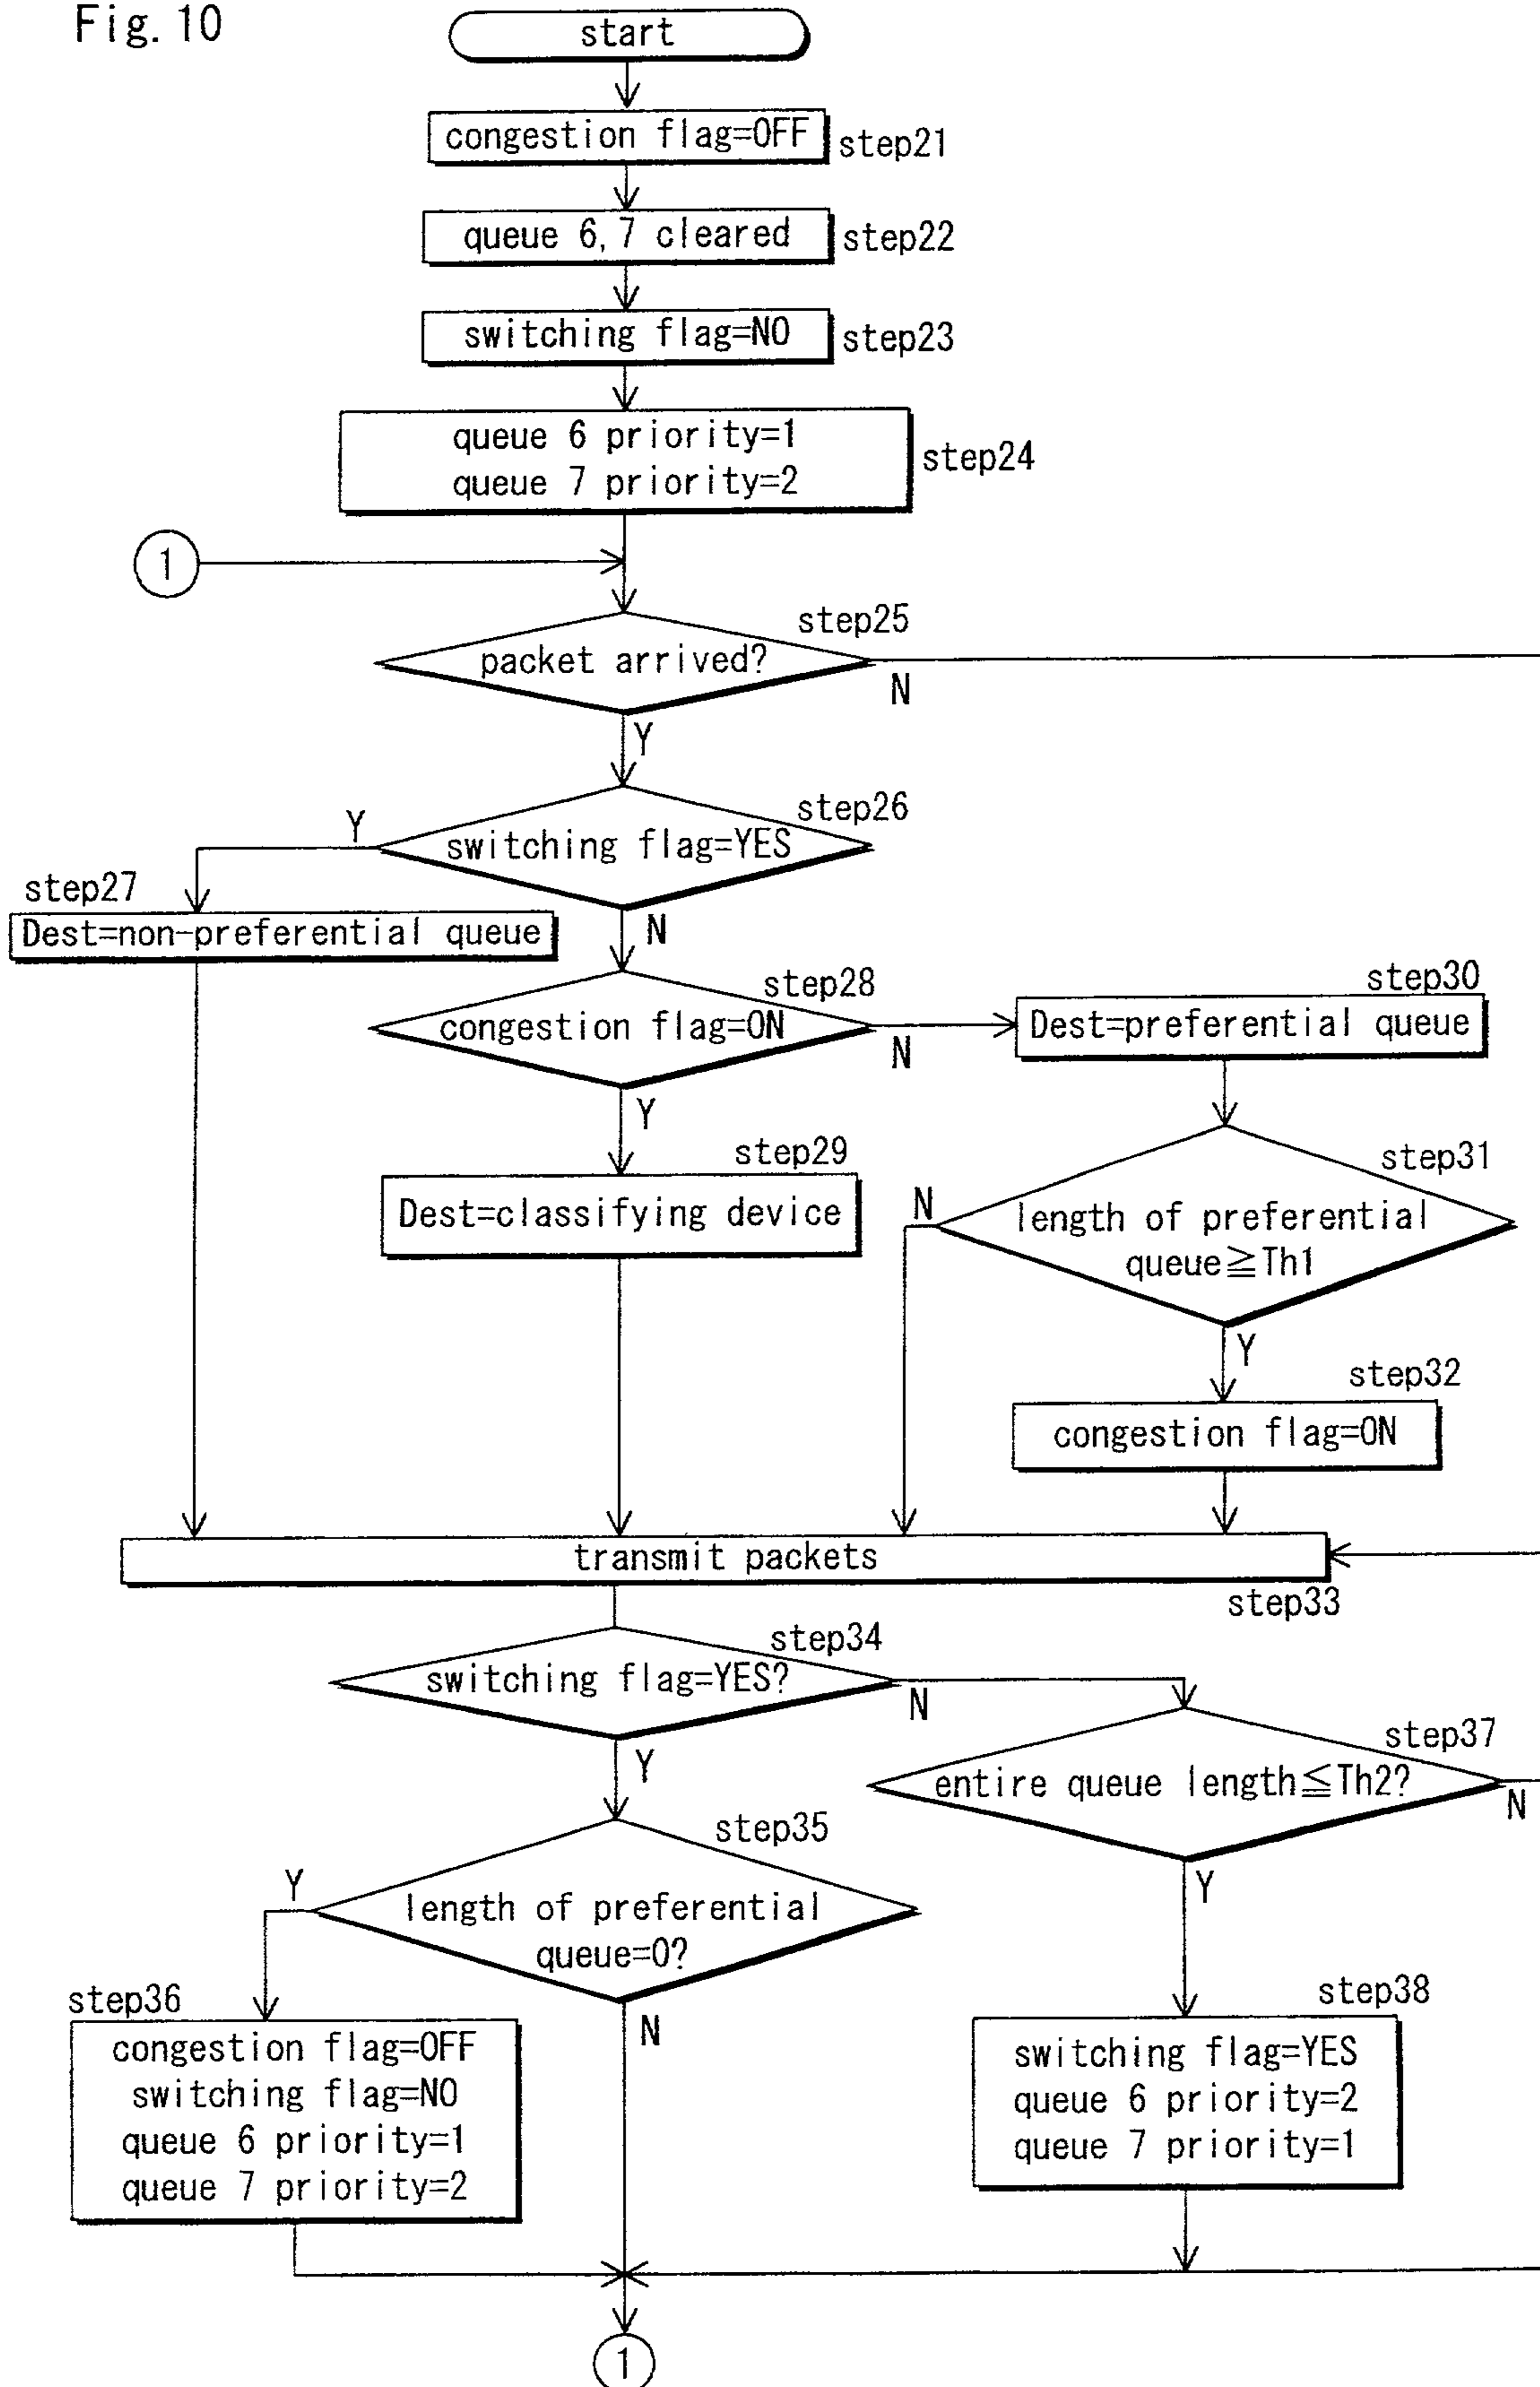 Fig. 10
start
congestion flag=OFF
step21
queue 6,7 cleared
step22
switching flag=NO
step23
queue 6 priority=1
queue 7 priority=2
step24
1
step25
packet arrived?
N
Y
step26
Y
switching flag=YES
step27
Dest=non-preferential queue
N
step28
congestion flag=ON
N
step30
Dest=preferential queue
Y
step29
Dest=classifying device
step31
N
length of preferential
queue≧Th1
Y
step32
congestion flag=ON
transmit packets
step33
step34
switching flag=YES?
N
step37
entire queue length≦Th2?
N
Y
step35
Y
length of preferential
queue=0?
Y
step36
congestion flag=OFF
switching flag=NO
queue 6 priority=1
queue 7 priority=2
N
step38
switching flag=YES
queue 6 priority=2
queue 7 priority=1
1